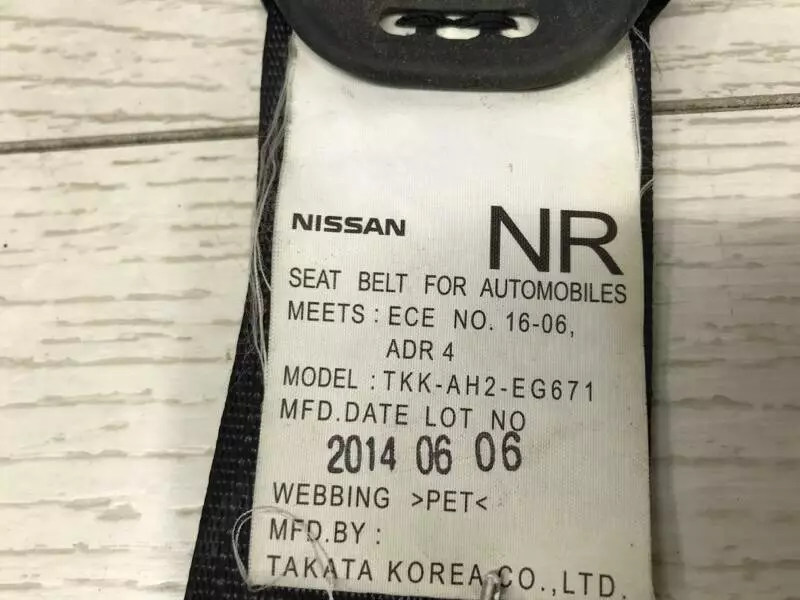 NISSAN NR
SEAT BELT FOR AUTOMOBILES
MEETS : ECE NO. 16-06,
ADR 4
MODEL : TKK-AH2-EG671
MFD.DATE LOT NO
2014 06 06
WEBBING >PET<
MFD.BY :
TAKATA KOREA CO.,LTD.